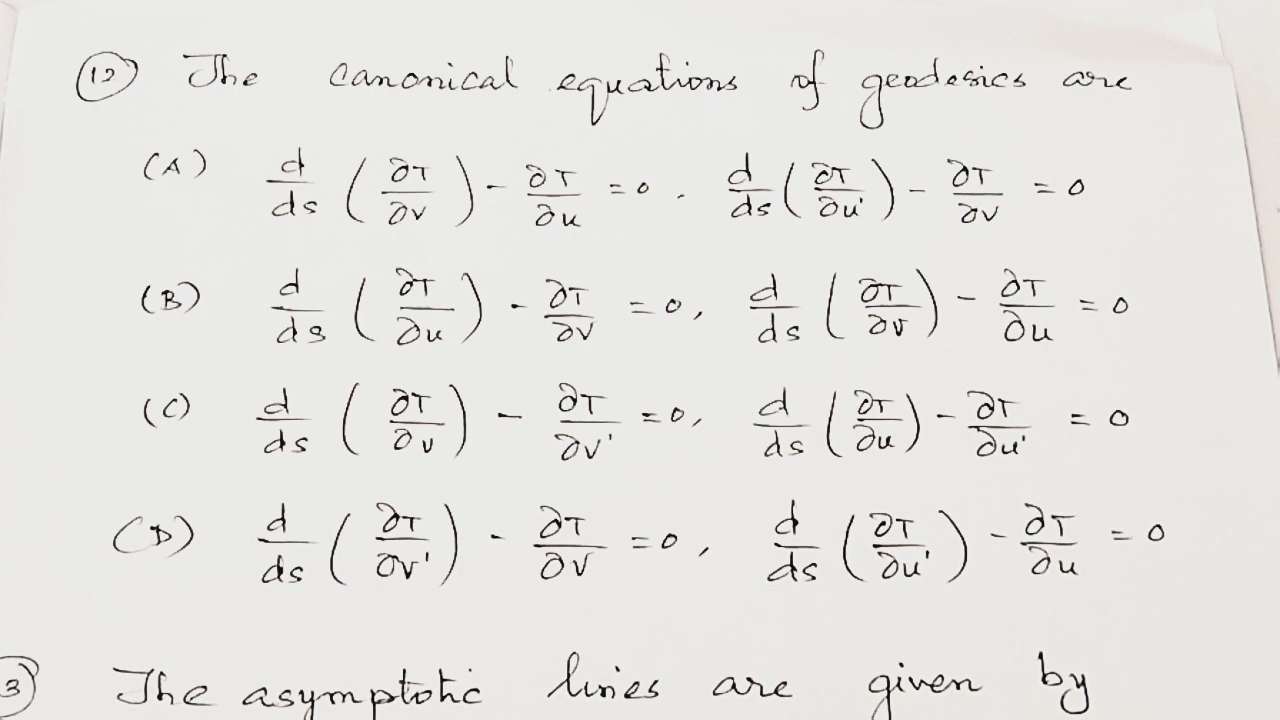 (12) The canonical equations of geodesics are
(A) d/ds (∂T/∂v) - ∂T/∂u = 0 . d/ds (∂T/∂u') - ∂T/∂v = 0
(B) d/ds (∂T/∂u) - ∂T/∂v = 0, d/ds (∂T/∂v) - ∂T/∂u = 0
(C) d/ds (∂T/∂v) - ∂T/∂v' = 0, d/ds (∂T/∂u) - ∂T/∂u' = 0
(D) d/ds (∂T/∂v') - ∂T/∂v = 0, d/ds (∂T/∂u') - ∂T/∂u = 0
3) The asymptotic lines are given by